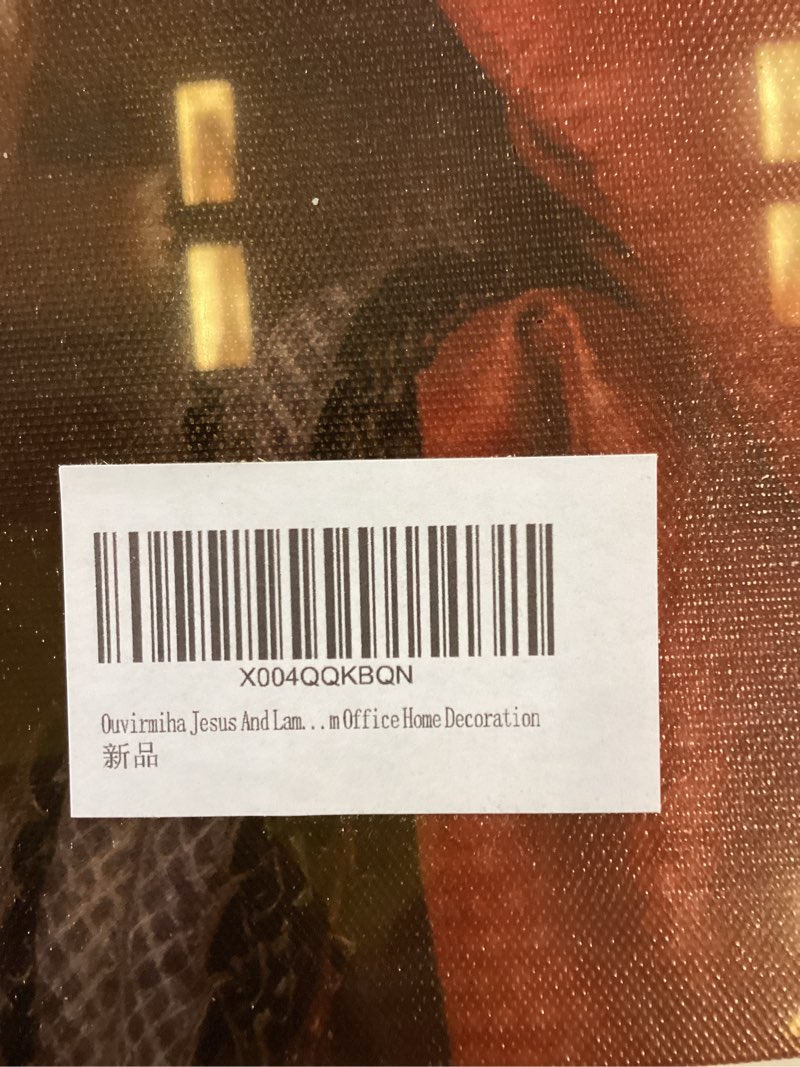 X004QQKBQN
Ouvirmiha Jesus And Lam...m Office Home Decoration
新品